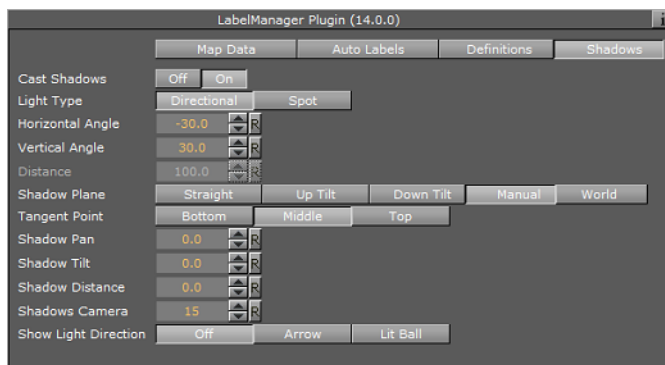 LabelManager Plugin (14.0.0) i
Map Data Auto Labels Definitions Shadows
Cast Shadows Off On
Light Type Directional Spot
Horizontal Angle -30.0 R
Vertical Angle 30.0 R
Distance 100.0 R
Shadow Plane Straight Up Tilt Down Tilt Manual World
Tangent Point Bottom Middle Top
Shadow Pan 0.0 R
Shadow Tilt 0.0 R
Shadow Distance 0.0 R
Shadows Camera 15 R
Show Light Direction Off Arrow Lit Ball